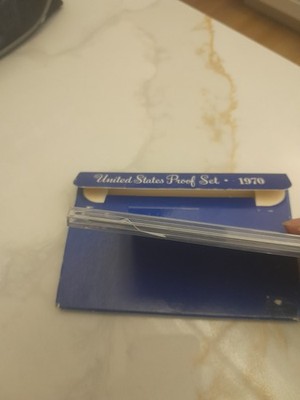 United States Proof Set • 1970